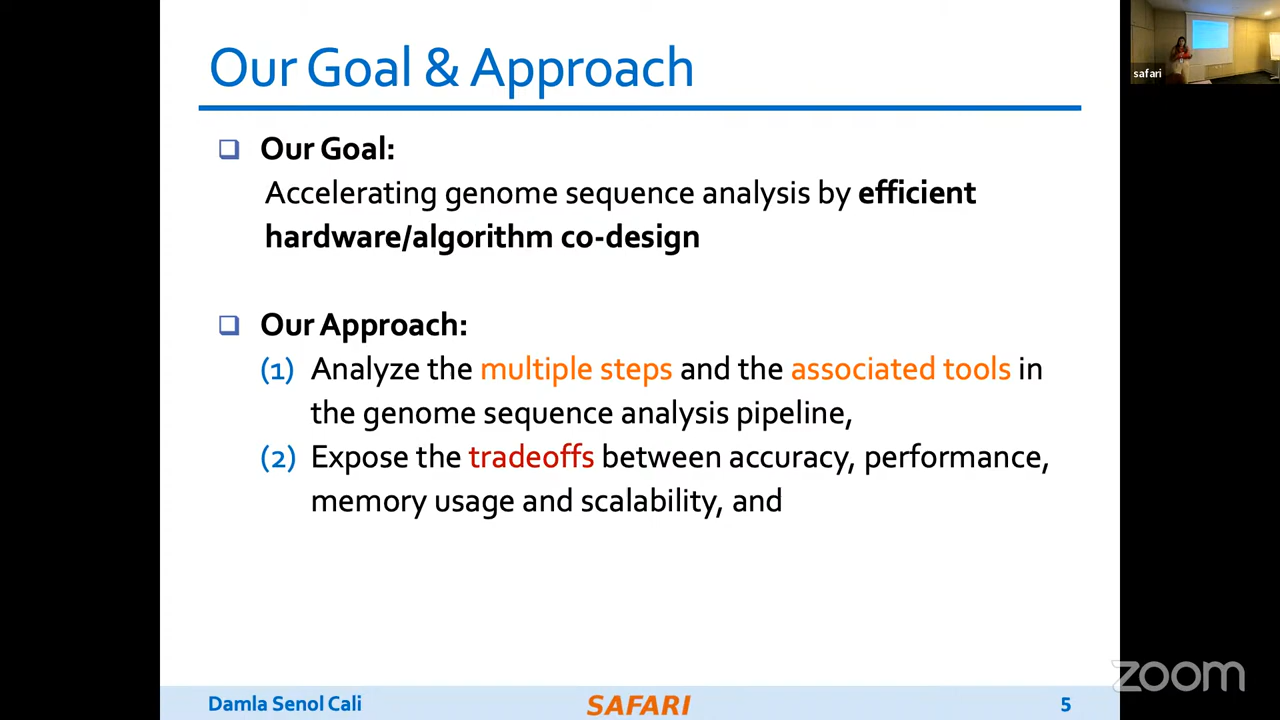 Our Goal & Approach
safari
Our Goal:
Accelerating genome sequence analysis by efficient
hardware/algorithm co-design
Our Approach:
(1) Analyze the multiple steps and the associated tools in
the genome sequence analysis pipeline,
(2) Expose the tradeoffs between accuracy, performance,
memory usage and scalability, and
zoom
Damla Senol Cali
SAFARI
5